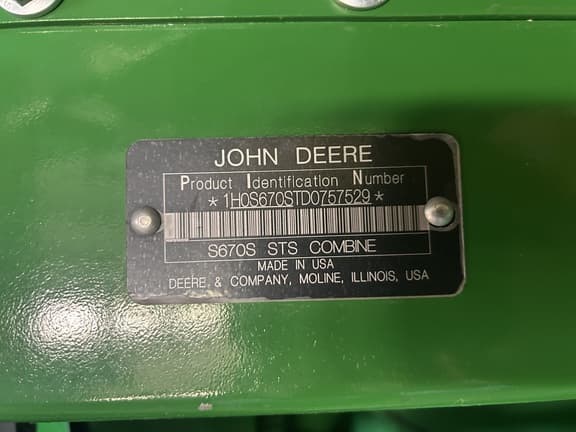 JOHN DEERE
Product Identification Number
*1H0S670STD0757529*
S670S STS COMBINE
MADE IN USA
DEERE & COMPANY, MOLINE, ILLINOIS, USA